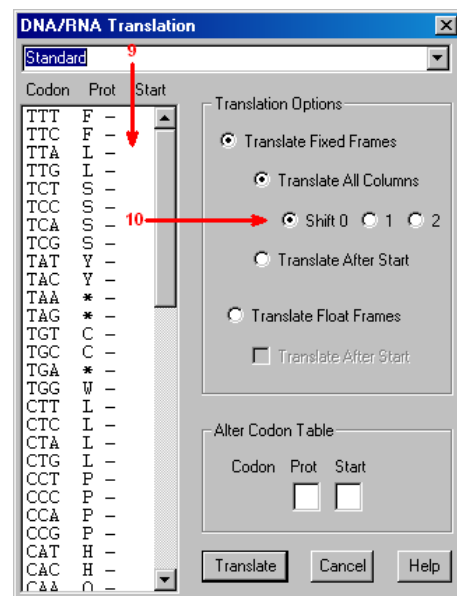 DNA/RNA Translation
Standard
9
Codon Prot Start
TTT F -
TTC F -
TTA L -
TTG L -
TCT S -
TCC S -
TCA S -
TCG S -
TAT Y -
TAC Y -
TAA * -
TAG * -
TGT C -
TGC C -
TGA * -
TGG W -
CTT L -
CTC L -
CTA L -
CTG L -
CCT P -
CCC P -
CCA P -
CCG P -
CAT H -
CAC H -
CAA Q -
Translation Options
Translate Fixed Frames
Translate All Columns
10
Shift 0 1 2
Translate After Start
Translate Float Frames
Translate After Start
Alter Codon Table
Codon Prot Start
Translate Cancel Help